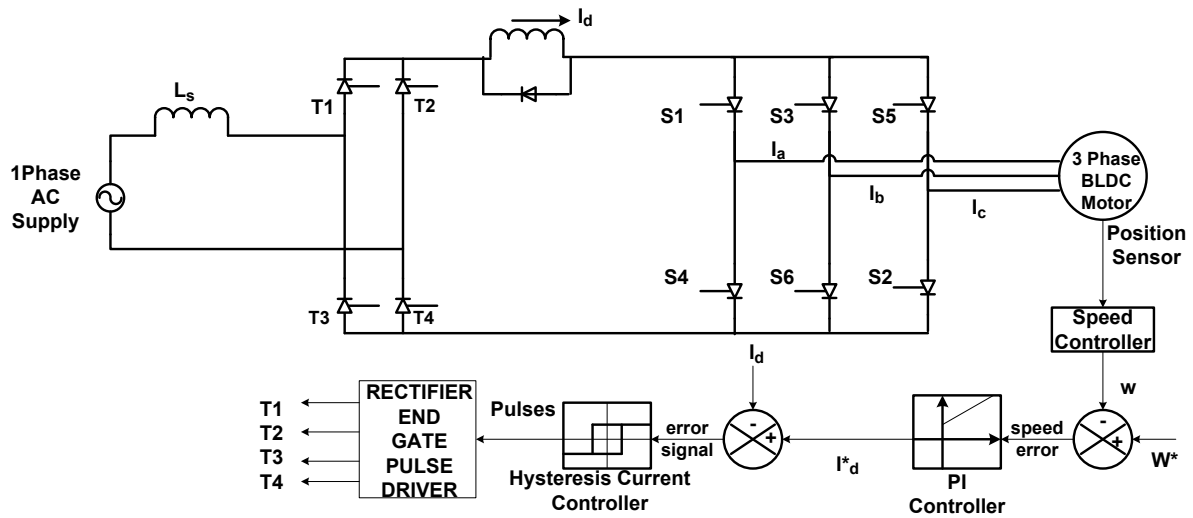 I_d
L_s
T1
T2
S1
S3
S5
1Phase
AC
Supply
I_a
I_b
I_c
3 Phase
BLDC
Motor
Position
Sensor
T3
T4
S4
S6
S2
Speed
Controller
I_d
w
RECTIFIER
END
GATE
PULSE
DRIVER
T1
T2
T3
T4
Pulses
Hysteresis Current
Controller
error
signal
-
+
I*_d
PI
Controller
speed
error
-
+
W*